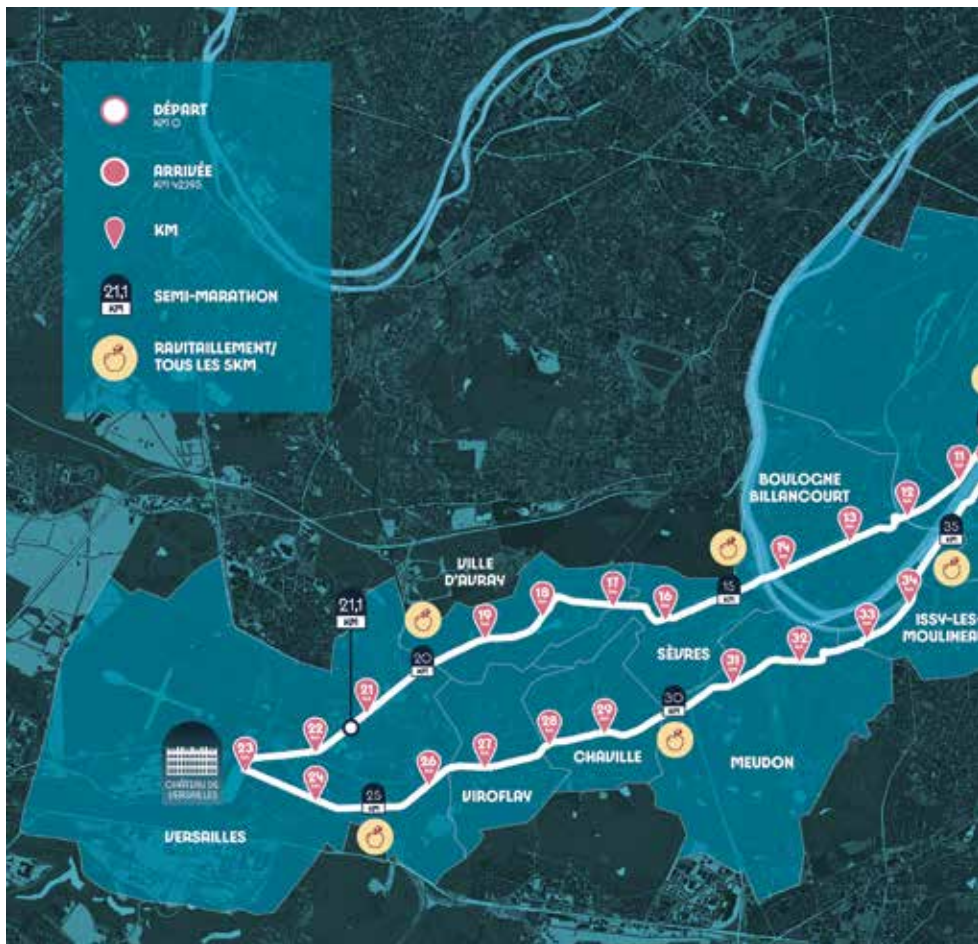 DÉPART
KM 0
ARRIVÉE
KM 42,195
KM
21,1
KM
SEMI-MARATHON
RAVITAILLEMENT/
TOUS LES 5KM
BOULOGNE
BILLANCOURT
11
12
13
14
15
KM
35
KM
34
33
32
31
30
KM
ISSY-LES
MOULINEA
VILLE
D'AVRAY
16
17
18
19
20
KM
21,1
KM
21
22
23
24
25
KM
26
27
28
29
SÈVRES
CHAVILLE
MEUDON
VIROFLAY
CHÂTEAU DE
VERSAILLES
VERSAILLES